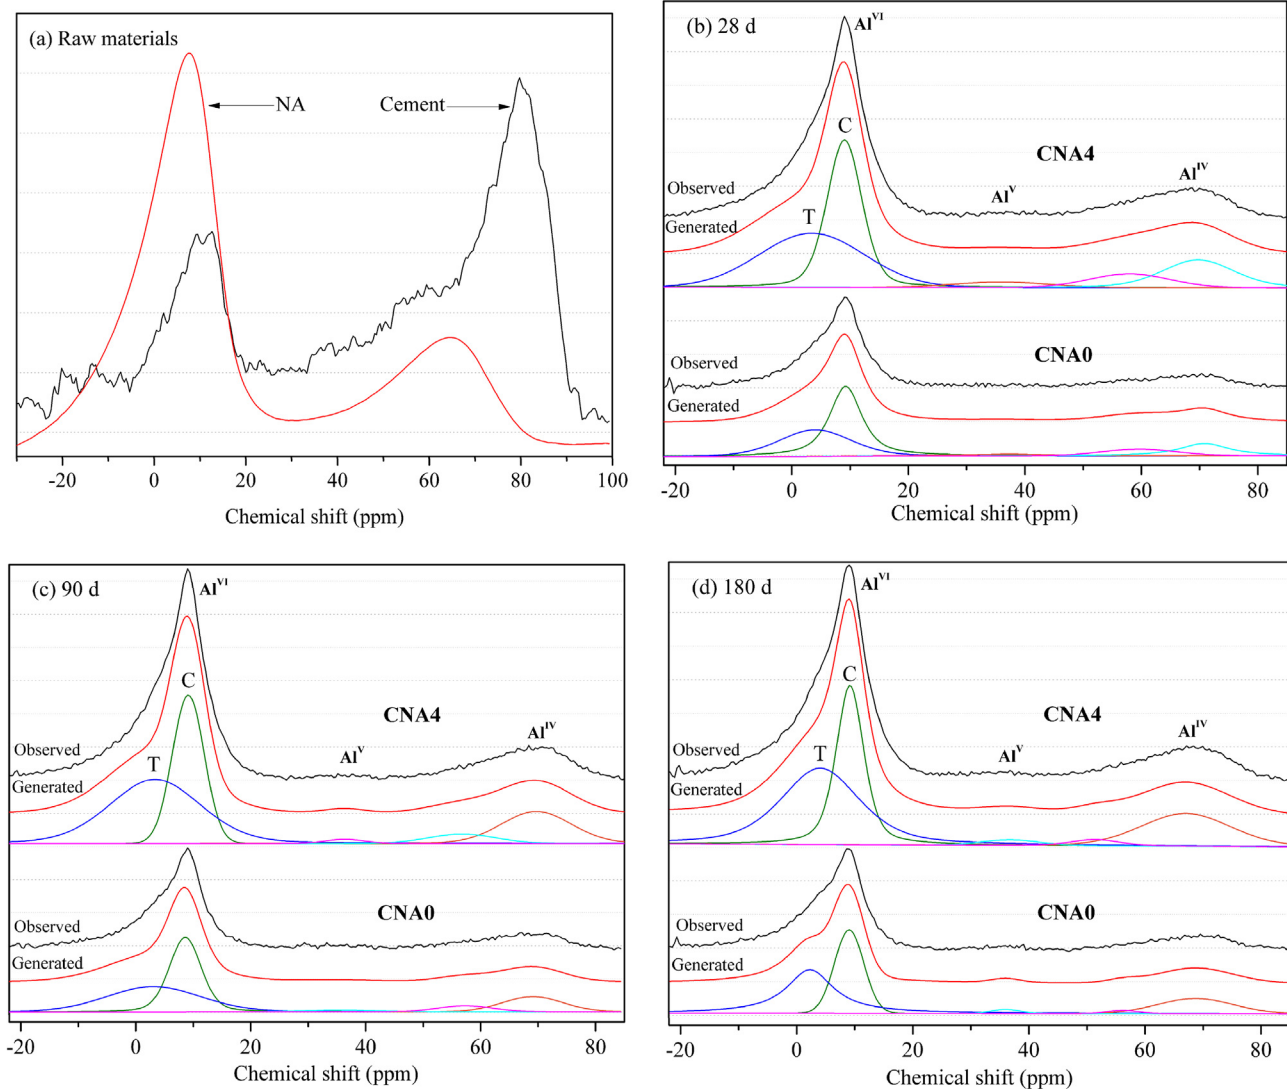 (a) Raw materials
NA
Cement
-20 0 20 40 60 80 100
Chemical shift (ppm)
(b) 28 d
Al^VI
C
CNA4
Al^IV
Observed
Al^V
T
Generated
CNA0
Observed
Generated
-20 0 20 40 60 80
Chemical shift (ppm)
(c) 90 d
Al^VI
C
CNA4
Al^IV
Observed
Al^V
T
Generated
CNA0
Observed
Generated
-20 0 20 40 60 80
Chemical shift (ppm)
(d) 180 d
Al^VI
C
CNA4
Al^IV
Observed
Al^V
T
Generated
CNA0
Observed
Generated
-20 0 20 40 60 80
Chemical shift (ppm)